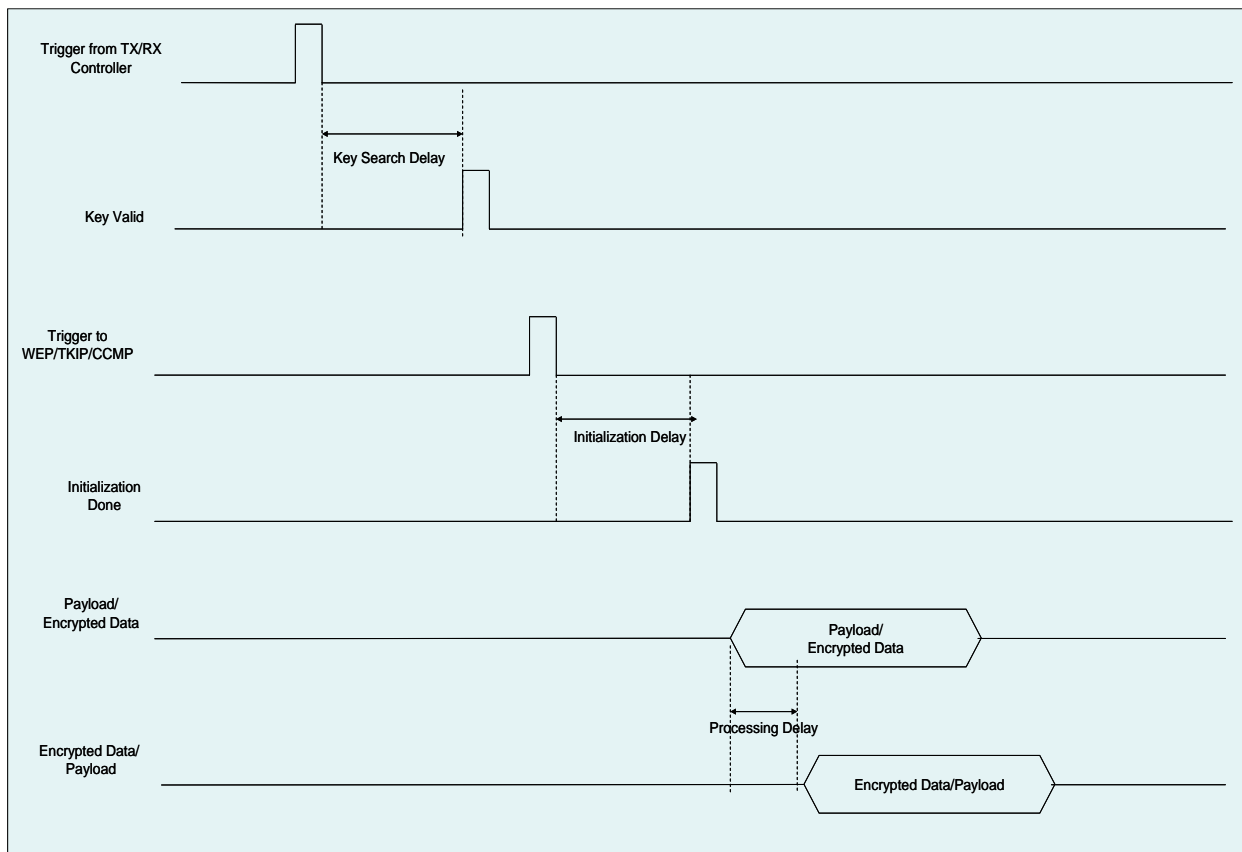 Trigger from TX/RX
Controller
Key Search Delay
Key Valid
Trigger to
WEP/TKIP/CCMP
Initialization Delay
Initialization
Done
Payload/
Encrypted Data
Payload/
Encrypted Data
Processing Delay
Encrypted Data/
Payload
Encrypted Data/Payload